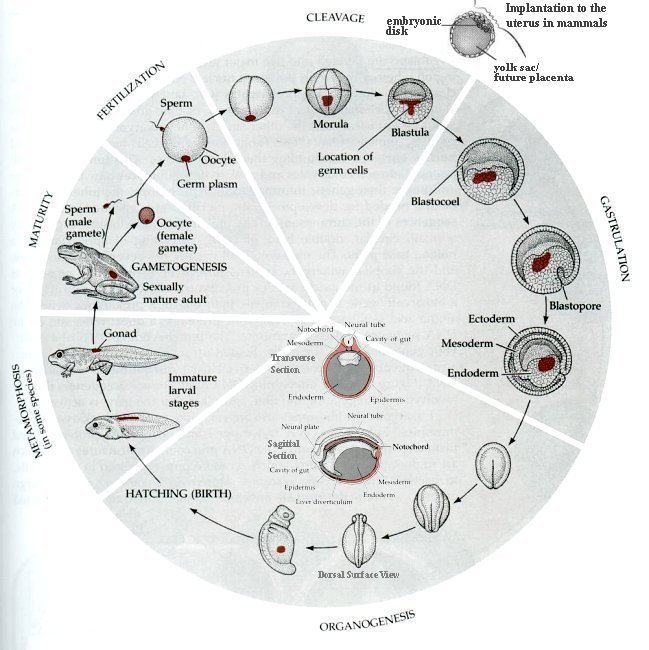 CLEAVAGE
embryonic
disk
Implantation to the
uterus in mammals
yolk sac/
future placenta
FERTILIZATION
Sperm
Oocyte
Germ plasm
Morula
Blastula
Location of
germ cells
Blastocoel
GASTRULATION
Blastopore
Ectoderm
Mesoderm
Endoderm
MATURITY
Sperm
(male
gamete)
Oocyte
(female
gamete)
GAMETOGENESIS
Sexually
mature adult
Gonad
Immature
larval
stages
METAMORPHOSIS
(in some species)
HATCHING (BIRTH)
Notochord
Neural tube
Mesoderm
Cavity of gut
Transverse
Section
Endoderm
Epidermis
Neural tube
Neural plate
Sagittal
Section
Notochord
Cavity of gut
Mesoderm
Epidermis
Endoderm
Liver diverticulum
Dorsal Surface View
ORGANOGENESIS